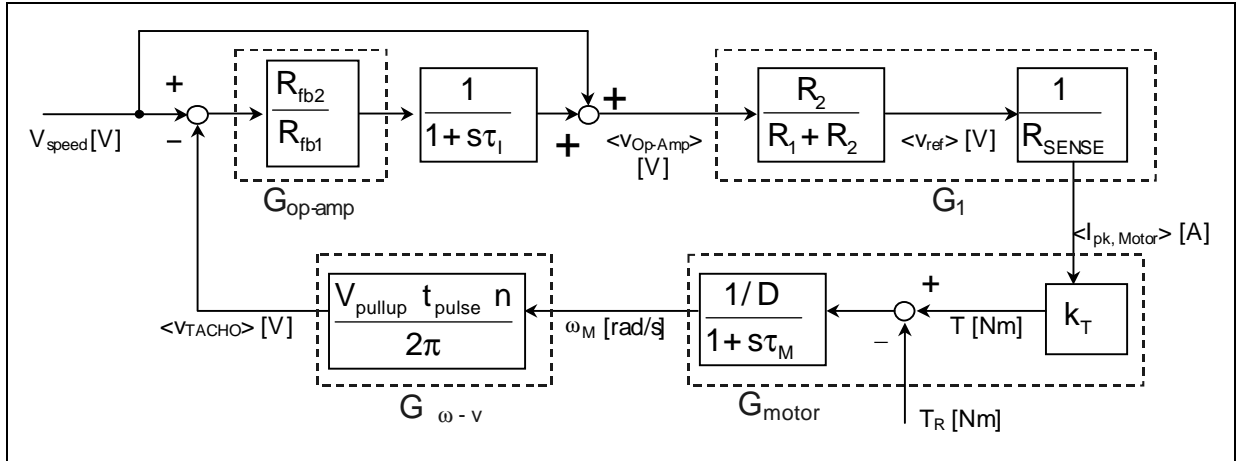 V_speed [V]
+
−
R_fb2
R_fb1
G_op-amp
1
1 + sτ_I
+
+
<v_Op-Amp>
[V]
R_2
R_1 + R_2
<v_ref> [V]
1
R_SENSE
G_1
<I_pk, Motor> [A]
k_T
T [Nm]
+
−
T_R [Nm]
1/ D
1 + sτ_M
G_motor
ω_M [rad/s]
V_pullup t_pulse n
2π
G_ω - v
<v_TACHO> [V]